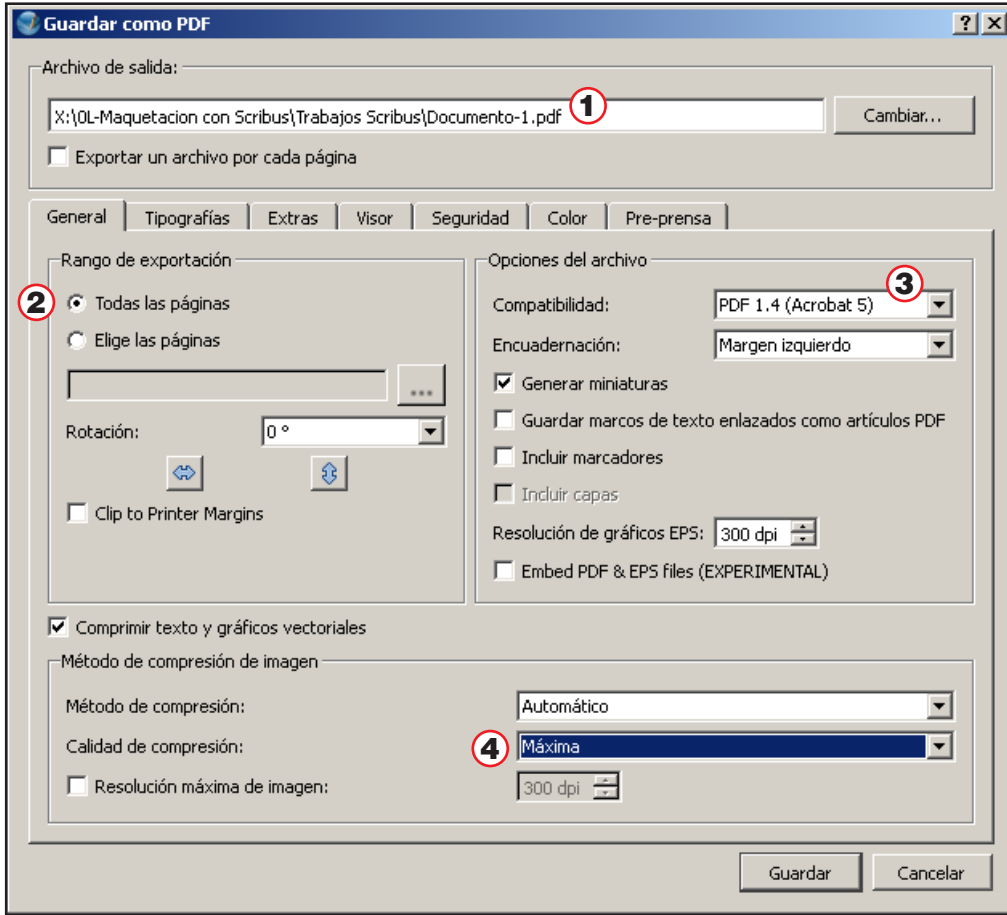 Guardar como PDF
Archivo de salida:
X:\0L-Maquetacion con Scribus\Trabajos Scribus\Documento-1.pdf 1 Cambiar...
Exportar un archivo por cada página
General Tipografías Extras Visor Seguridad Color Pre-prensa
Rango de exportación
2 Todas las páginas
Elige las páginas
...
Rotación: 0 °
Clip to Printer Margins
Opciones del archivo
3
Compatibilidad: PDF 1.4 (Acrobat 5)
Encuadernación: Margen izquierdo
Generar miniaturas
Guardar marcos de texto enlazados como artículos PDF
Incluir marcadores
Incluir capas
Resolución de gráficos EPS: 300 dpi
Embed PDF & EPS files (EXPERIMENTAL)
Comprimir texto y gráficos vectoriales
Método de compresión de imagen
Método de compresión: Automático
Calidad de compresión: 4 Máxima
Resolución máxima de imagen: 300 dpi
Guardar Cancelar